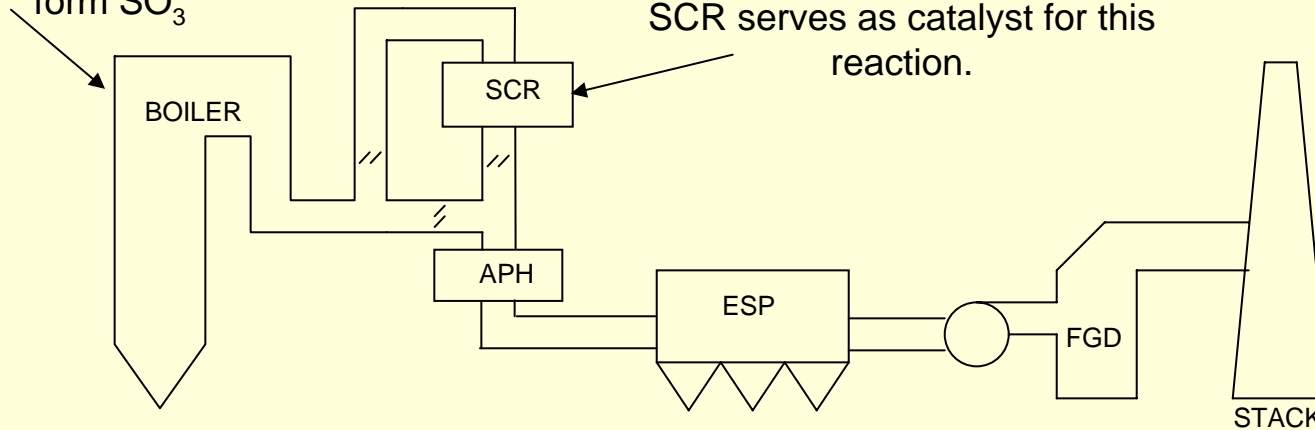 form SO₃
SCR serves as catalyst for this
reaction.
SCR
BOILER
APH
ESP
FGD
STACK